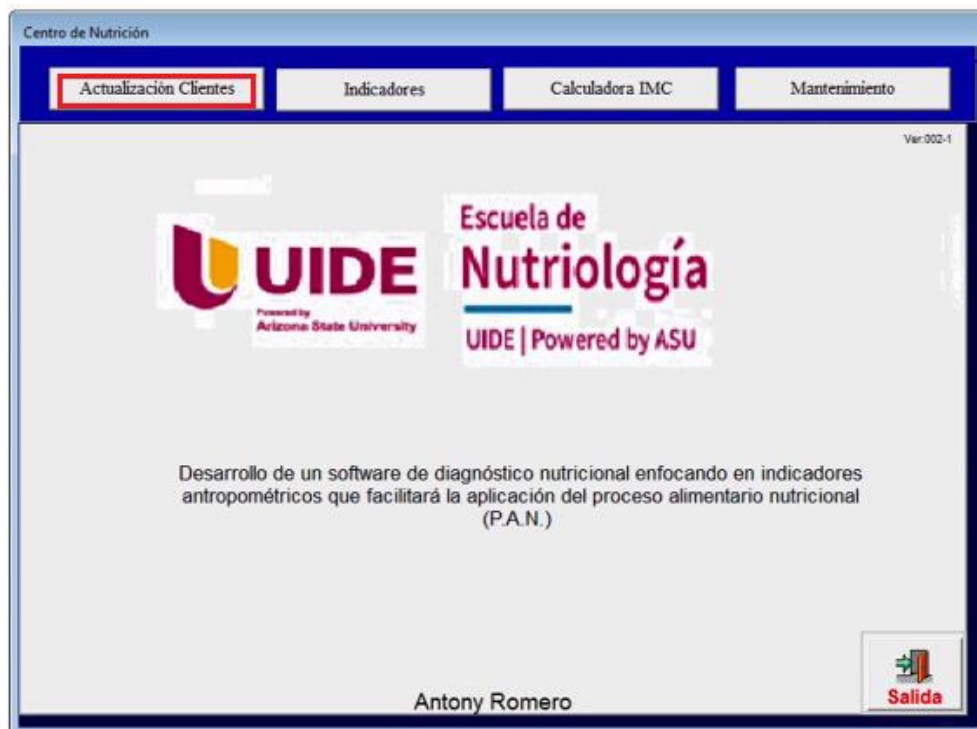 Centro de Nutrición
Actualización Clientes
Indicadores
Calculadora IMC
Mantenimiento
Ver:002-1
UIDE
Powered by
Arizona State University
Escuela de
Nutriología
UIDE | Powered by ASU
Desarrollo de un software de diagnóstico nutricional enfocando en indicadores
antropométricos que facilitará la aplicación del proceso alimentario nutricional
(P.A.N.)
Antony Romero
Salida